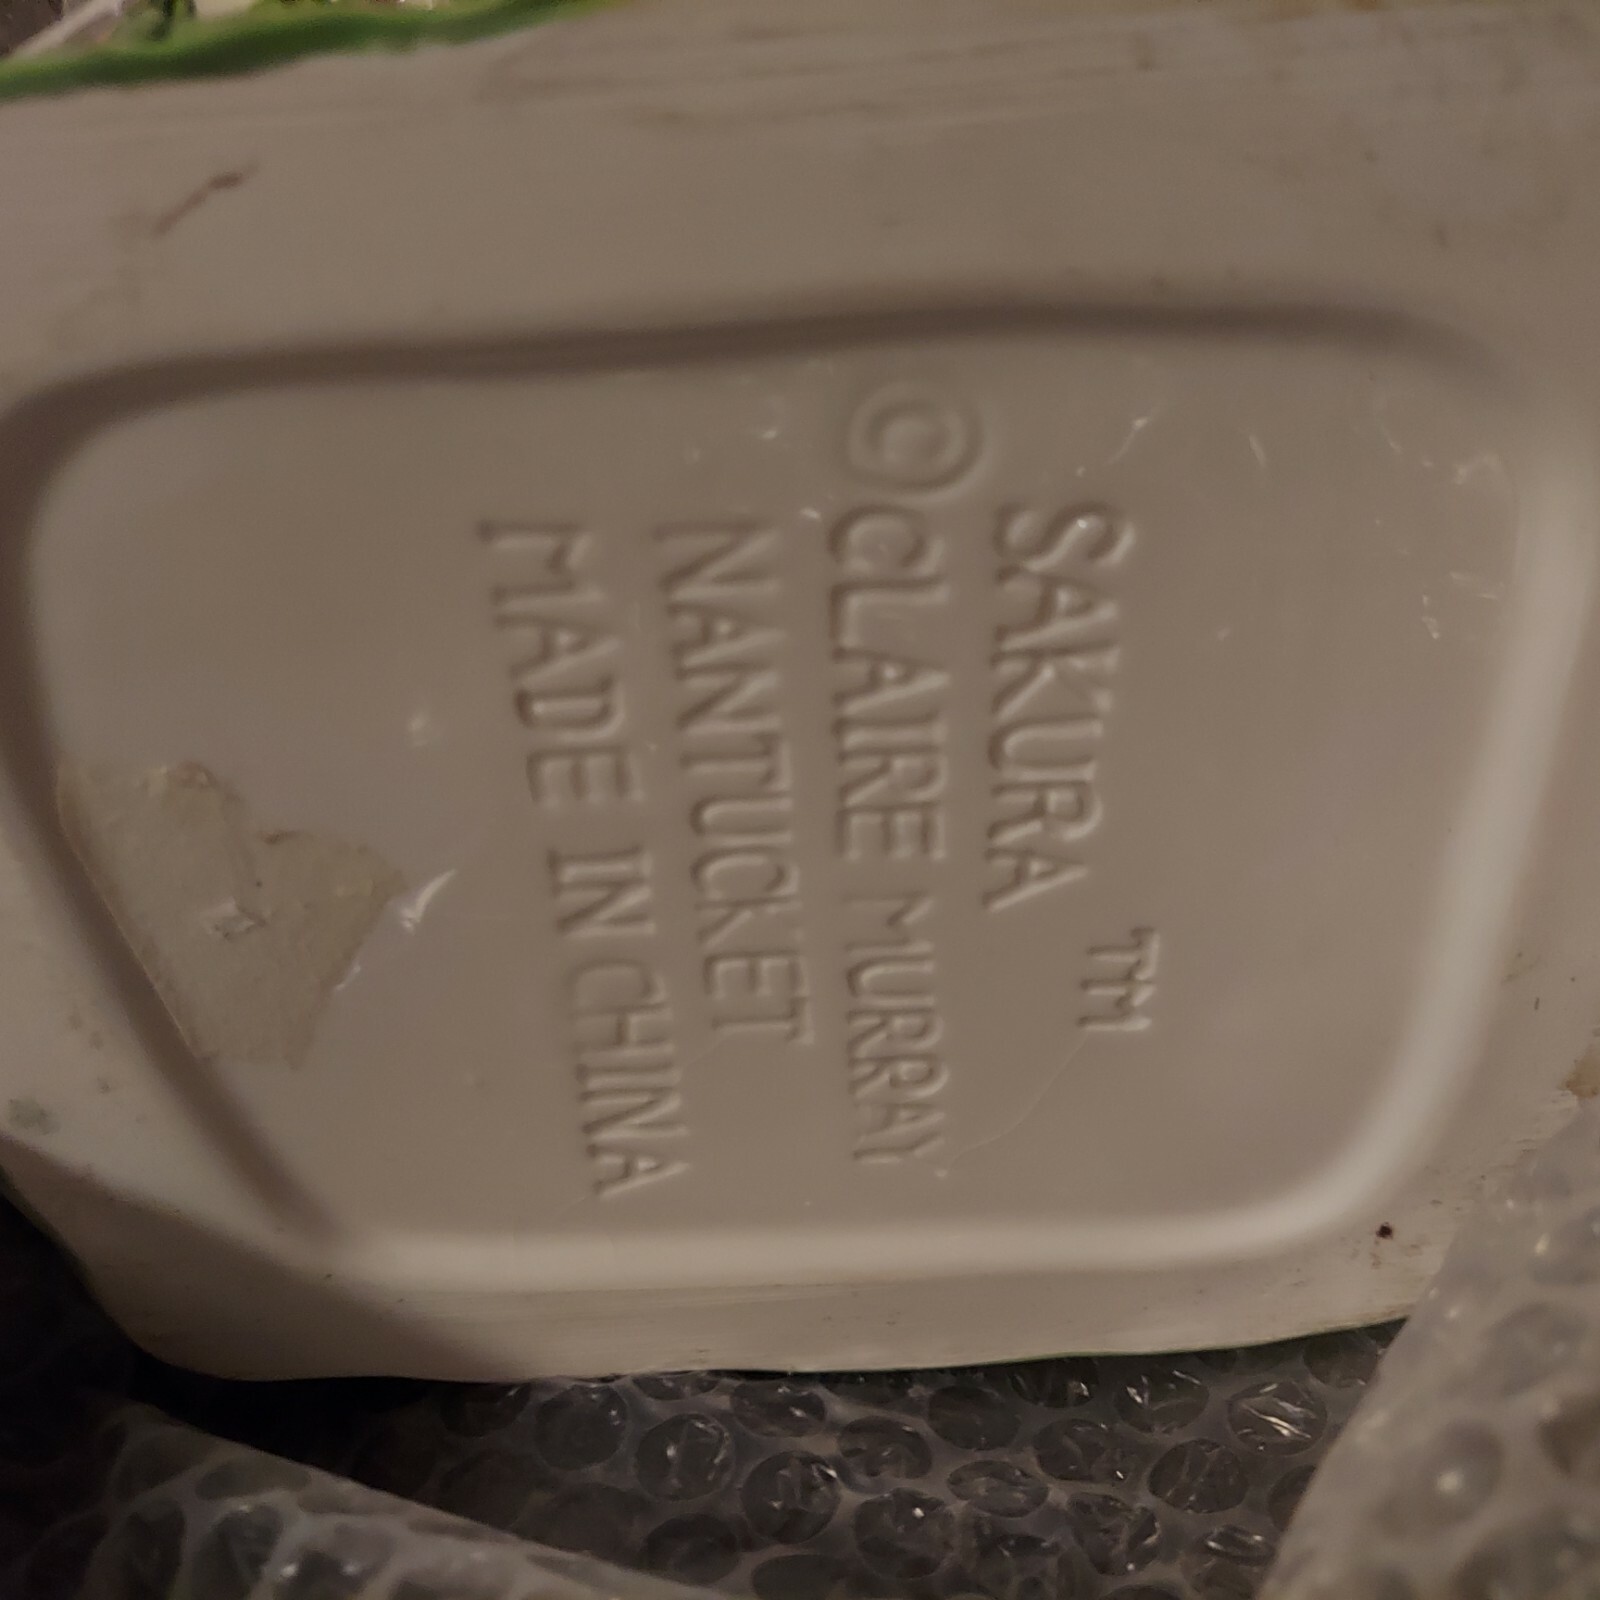 SAKURA TM
©CLAIRE MURRAY
NANTUCKET
MADE IN CHINA